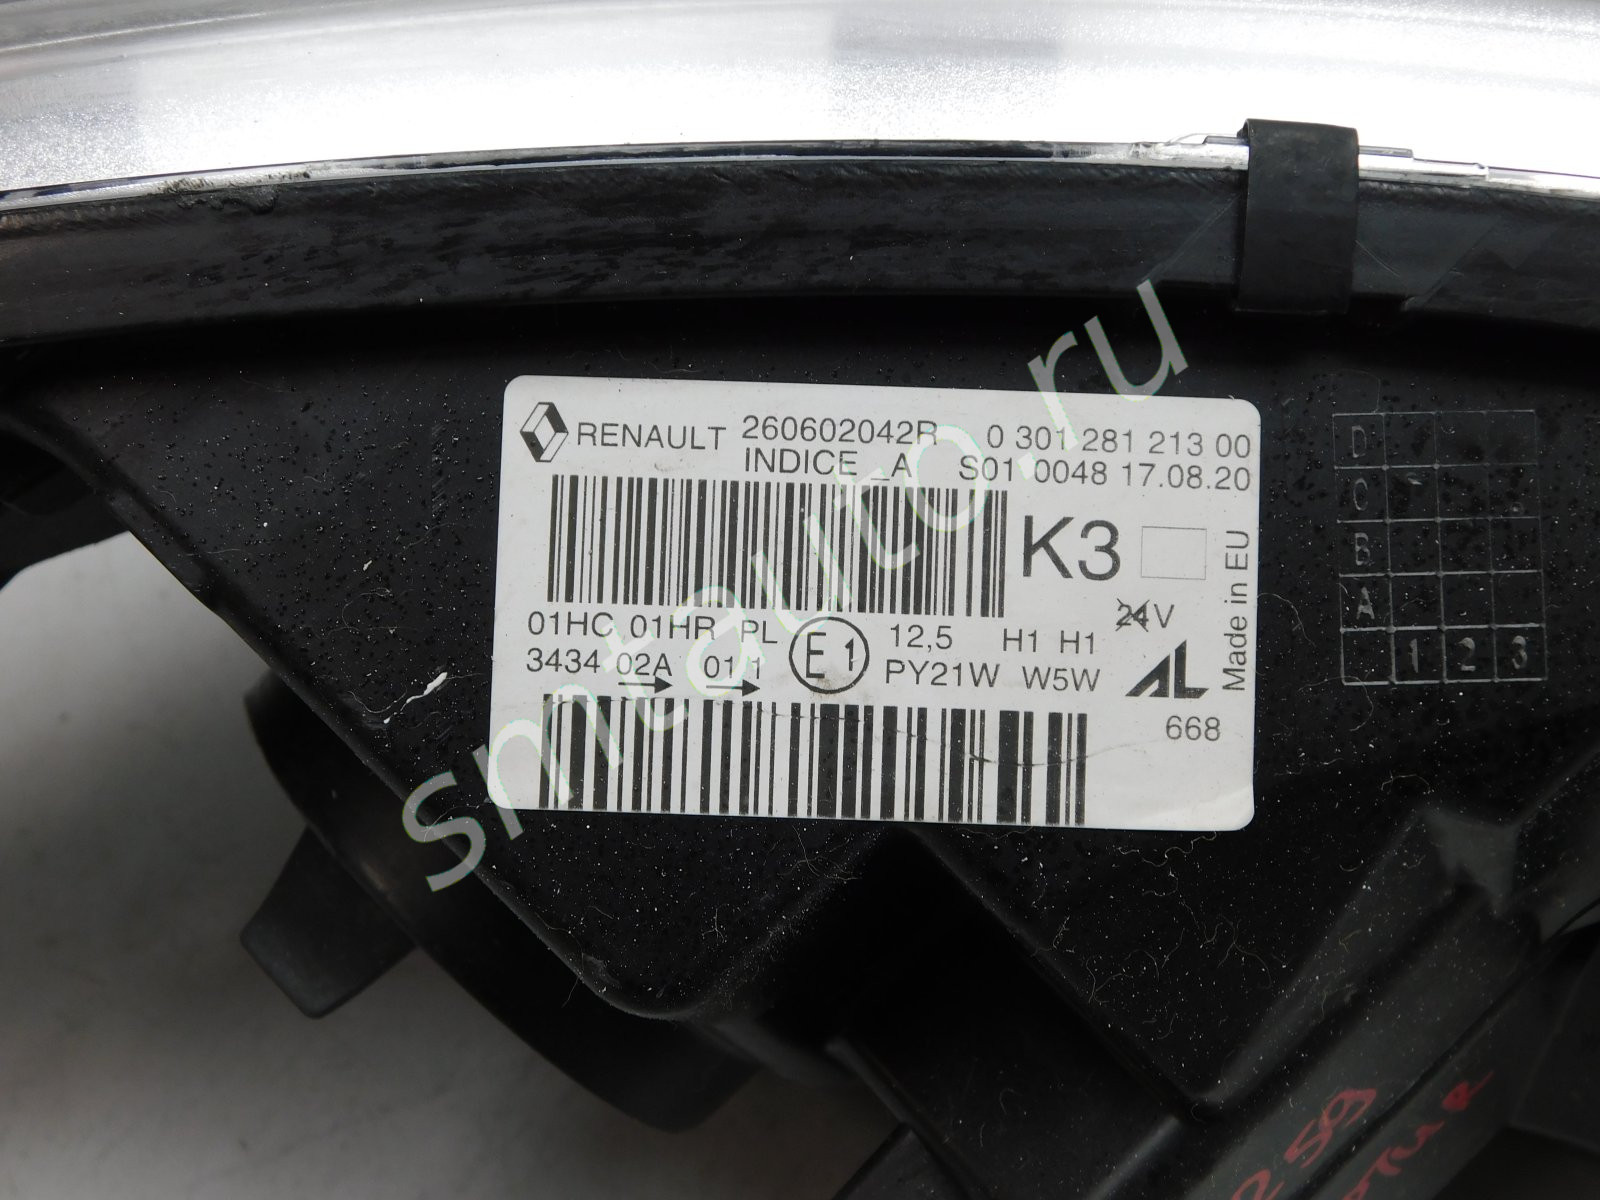 RENAULT 260602042R 0 301 281 213 00
INDICE _A S01 0048 17.08.20
K3
Made in EU
01HC 01HR PL E1 12,5 H1 H1 24V
3434 02A 01 1 PY21W W5W AL
668
D
C
B
A
1 2 3
smtauto.ru